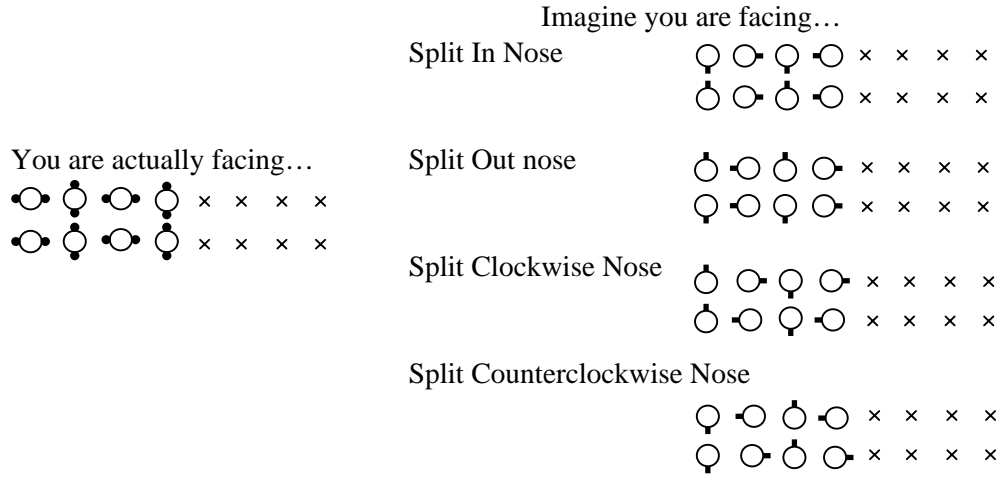 Imagine you are facing…
Split In Nose
You are actually facing…
Split Out nose
Split Clockwise Nose
Split Counterclockwise Nose